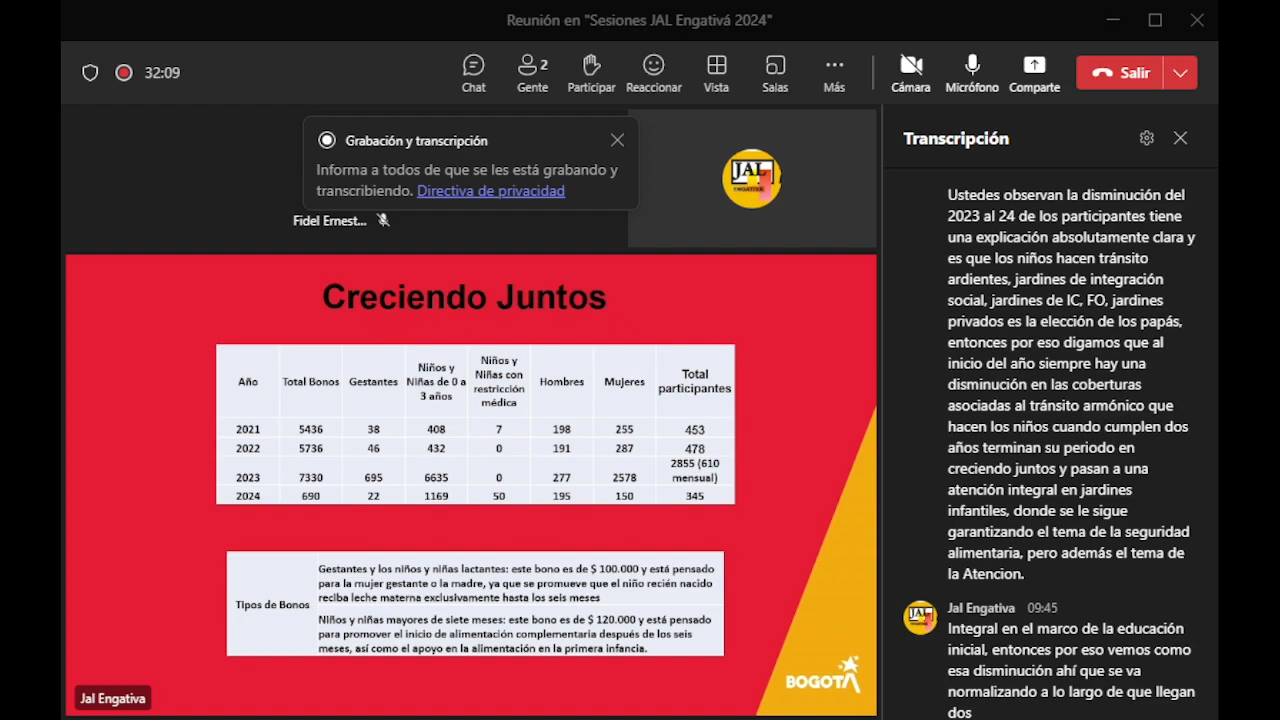 Reunión en "Sesiones JAL Engativá 2024"
32:09
Chat
2
Gente
Participar
Reaccionar
Vista
Salas
Más
Cámara
Micrófono
Comparte
Salir
Grabación y transcripción
Informa a todos de que se les está grabando y
transcribiendo. Directiva de privacidad
Fidel Ernest...
JAL
ENGATIVÁ
Creciendo Juntos
Año Total Bonos Gestantes Niños y Niñas de 0 a 3 años Niños y Niñas con restricción médica Hombres Mujeres Total participantes
2021 5436 38 408 7 198 255 453
2022 5736 46 432 0 191 287 478
2023 7330 695 6635 0 277 2578 2855 (610 mensual)
2024 690 22 1169 50 195 150 345
Tipos de Bonos
Gestantes y los niños y niñas lactantes: este bono es de $ 100.000 y está pensado
para la mujer gestante o la madre, ya que se promueve que el niño recién nacido
reciba leche materna exclusivamente hasta los seis meses
Niños y niñas mayores de siete meses: este bono es de $ 120.000 y está pensado
para promover el inicio de alimentación complementaria después de los seis
meses, así como el apoyo en la alimentación en la primera infancia.
BOGOTA
Jal Engativa
Transcripción
Ustedes observan la disminución del
2023 al 24 de los participantes tiene
una explicación absolutamente clara y
es que los niños hacen tránsito
ardientes, jardines de integración
social, jardines de IC, FO, jardines
privados es la elección de los papás,
entonces por eso digamos que al
inicio del año siempre hay una
disminución en las coberturas
asociadas al tránsito armónico que
hacen los niños cuando cumplen dos
años terminan su periodo en
creciendo juntos y pasan a una
atención integral en jardines
infantiles, donde se le sigue
garantizando el tema de la seguridad
alimentaria, pero además el tema de
la Atencion.
Jal Engativa 09:45
Integral en el marco de la educación
inicial, entonces por eso vemos como
esa disminución ahí que se va
normalizando a lo largo de que llegan
dos